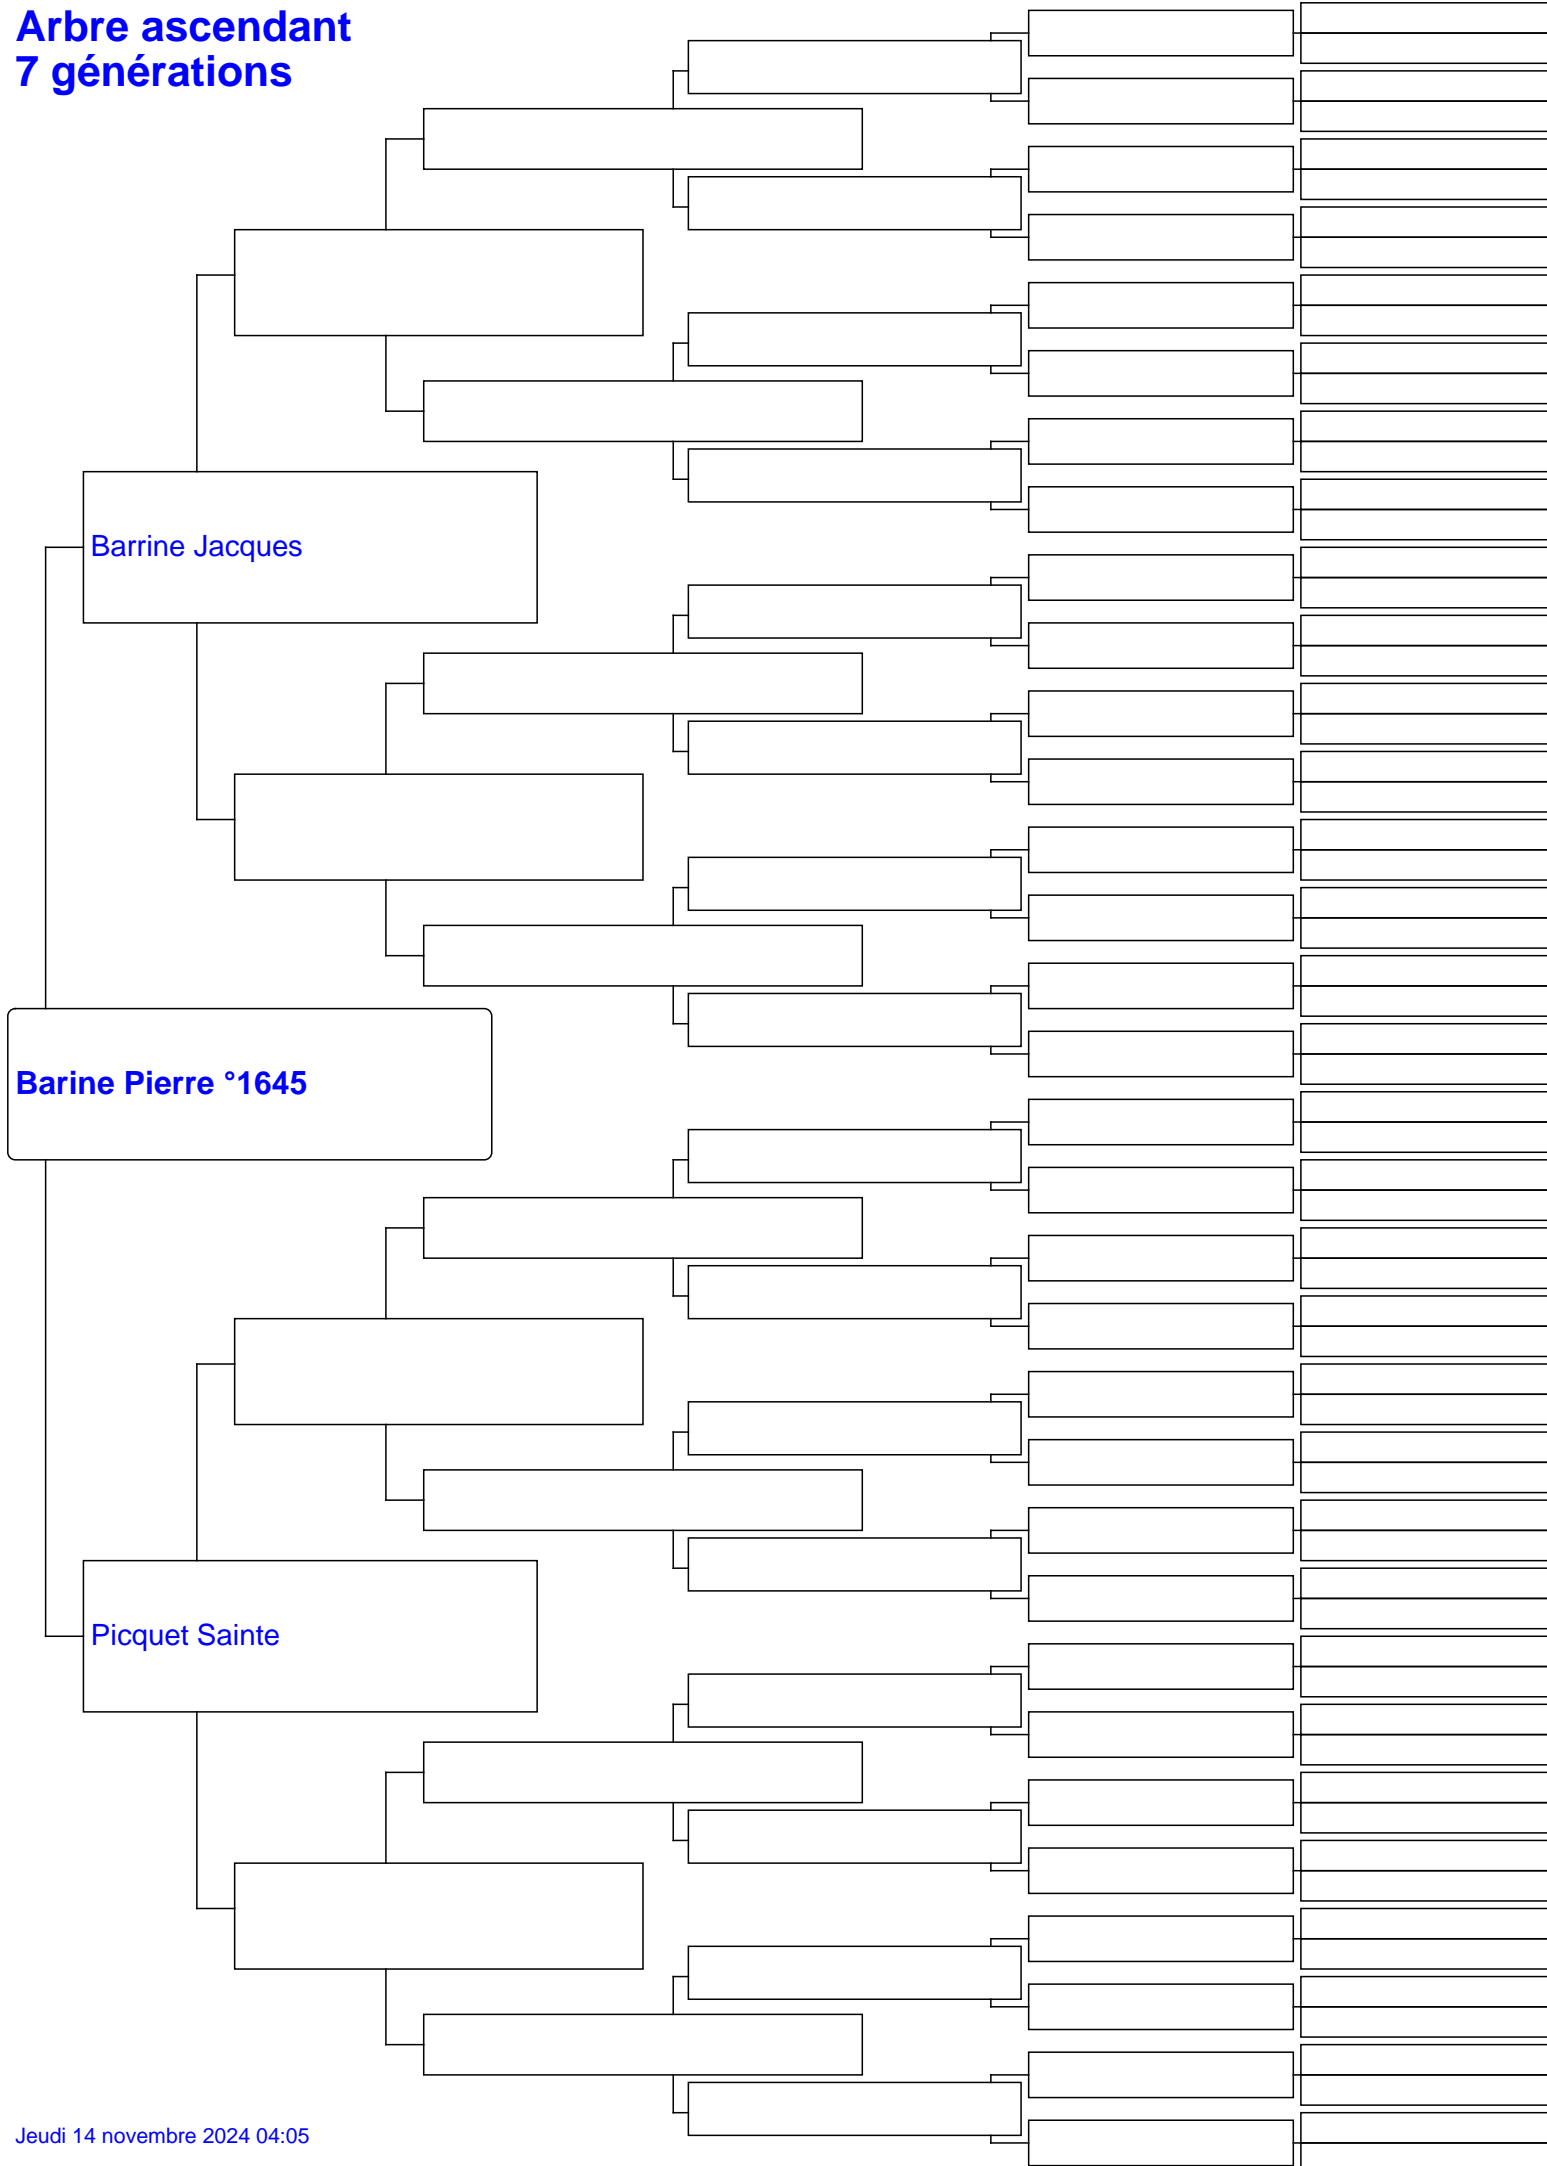 Arbre ascendant
7 générations
Barrine Jacques
Barine Pierre °1645
Picquet Sainte
Jeudi 14 novembre 2024 04:05